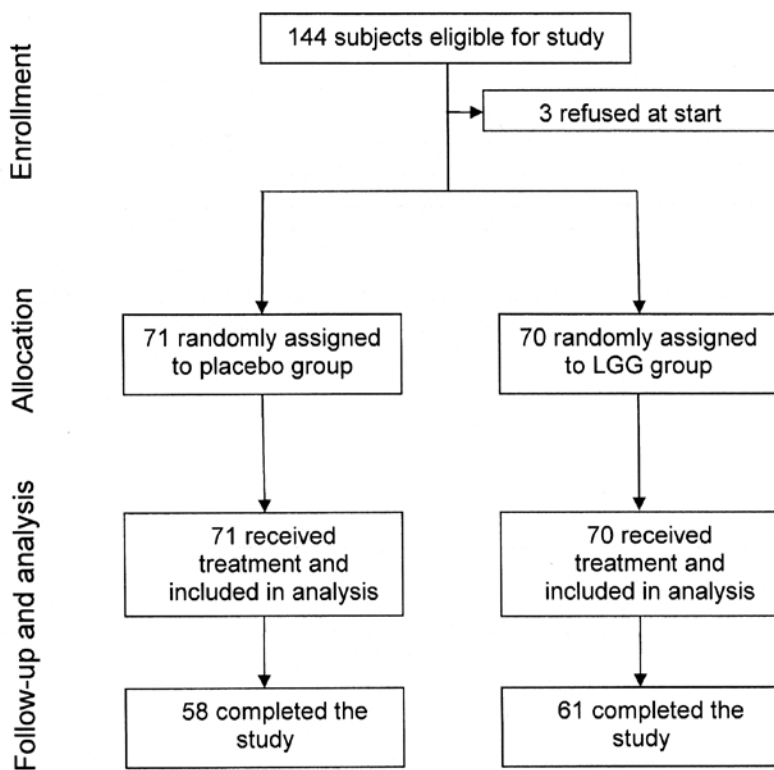 Enrollment
144 subjects eligible for study
3 refused at start
Allocation
71 randomly assigned
to placebo group
70 randomly assigned
to LGG group
Follow-up and analysis
71 received
treatment and
included in analysis
70 received
treatment and
included in analysis
58 completed the
study
61 completed the
study